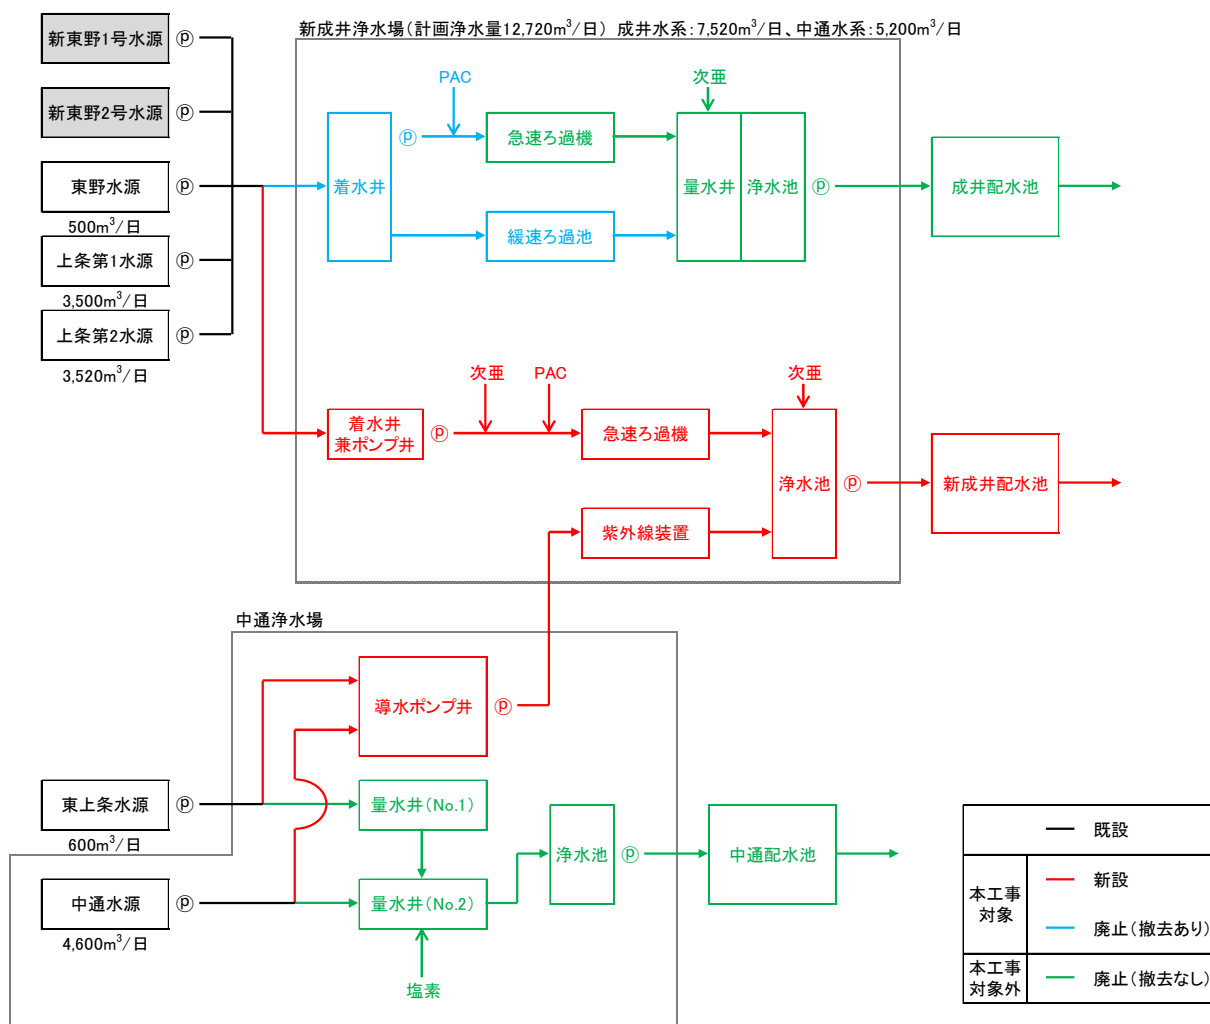 新成井浄水場(計画浄水量12,720m³/日) 成井水系:7,520m³/日、中通水系:5,200m³/日
新東野1号水源
ⓟ
新東野2号水源
ⓟ
東野水源
ⓟ
500m³/日
上条第1水源
ⓟ
3,500m³/日
上条第2水源
ⓟ
3,520m³/日
着水井
ⓟ
PAC
急速ろ過機
緩速ろ過池
次亜
量水井
浄水池
ⓟ
成井配水池
着水井
兼ポンプ井
ⓟ
次亜
PAC
急速ろ過機
紫外線装置
次亜
浄水池
ⓟ
新成井配水池
中通浄水場
導水ポンプ井
ⓟ
東上条水源
ⓟ
600m³/日
量水井(No.1)
中通水源
ⓟ
4,600m³/日
量水井(No.2)
塩素
浄水池
ⓟ
中通配水池
既設
本工事
対象
新設
廃止(撤去あり)
本工事
対象外
廃止(撤去なし)